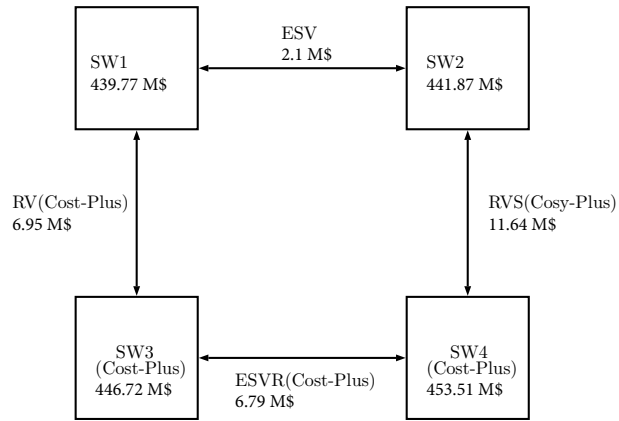 ESV
2.1 M$
SW1
439.77 M$
SW2
441.87 M$
RV(Cost-Plus)
6.95 M$
RVS(Cosy-Plus)
11.64 M$
SW3
(Cost-Plus)
446.72 M$
SW4
(Cost-Plus)
453.51 M$
ESVR(Cost-Plus)
6.79 M$